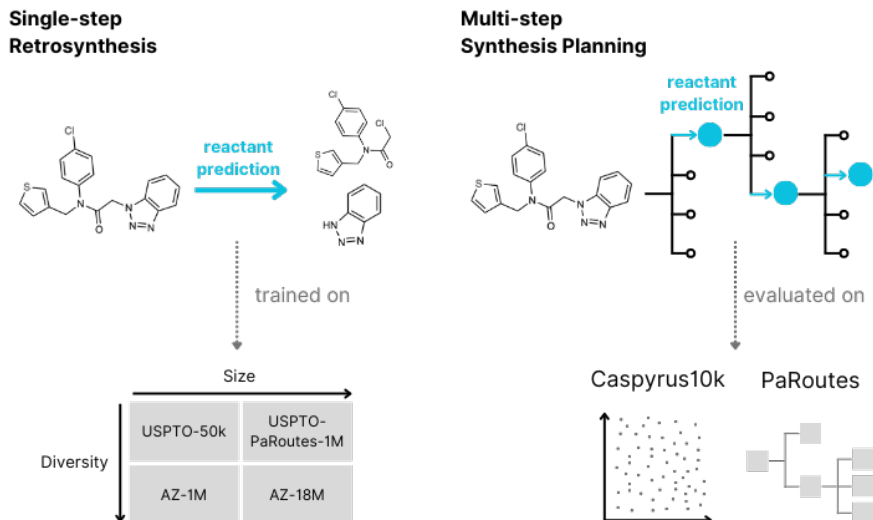 Single-step
Retrosynthesis
Cl
S
N
O
N
N
N
reactant
prediction
Cl
Cl
S
N
O
HN
N
N
trained on
Size
Diversity
USPTO-50k
USPTO-
PaRoutes-1M
AZ-1M
AZ-18M
Multi-step
Synthesis Planning
Cl
S
N
O
N
N
N
reactant
prediction
evaluated on
Caspyrus10k
PaRoutes